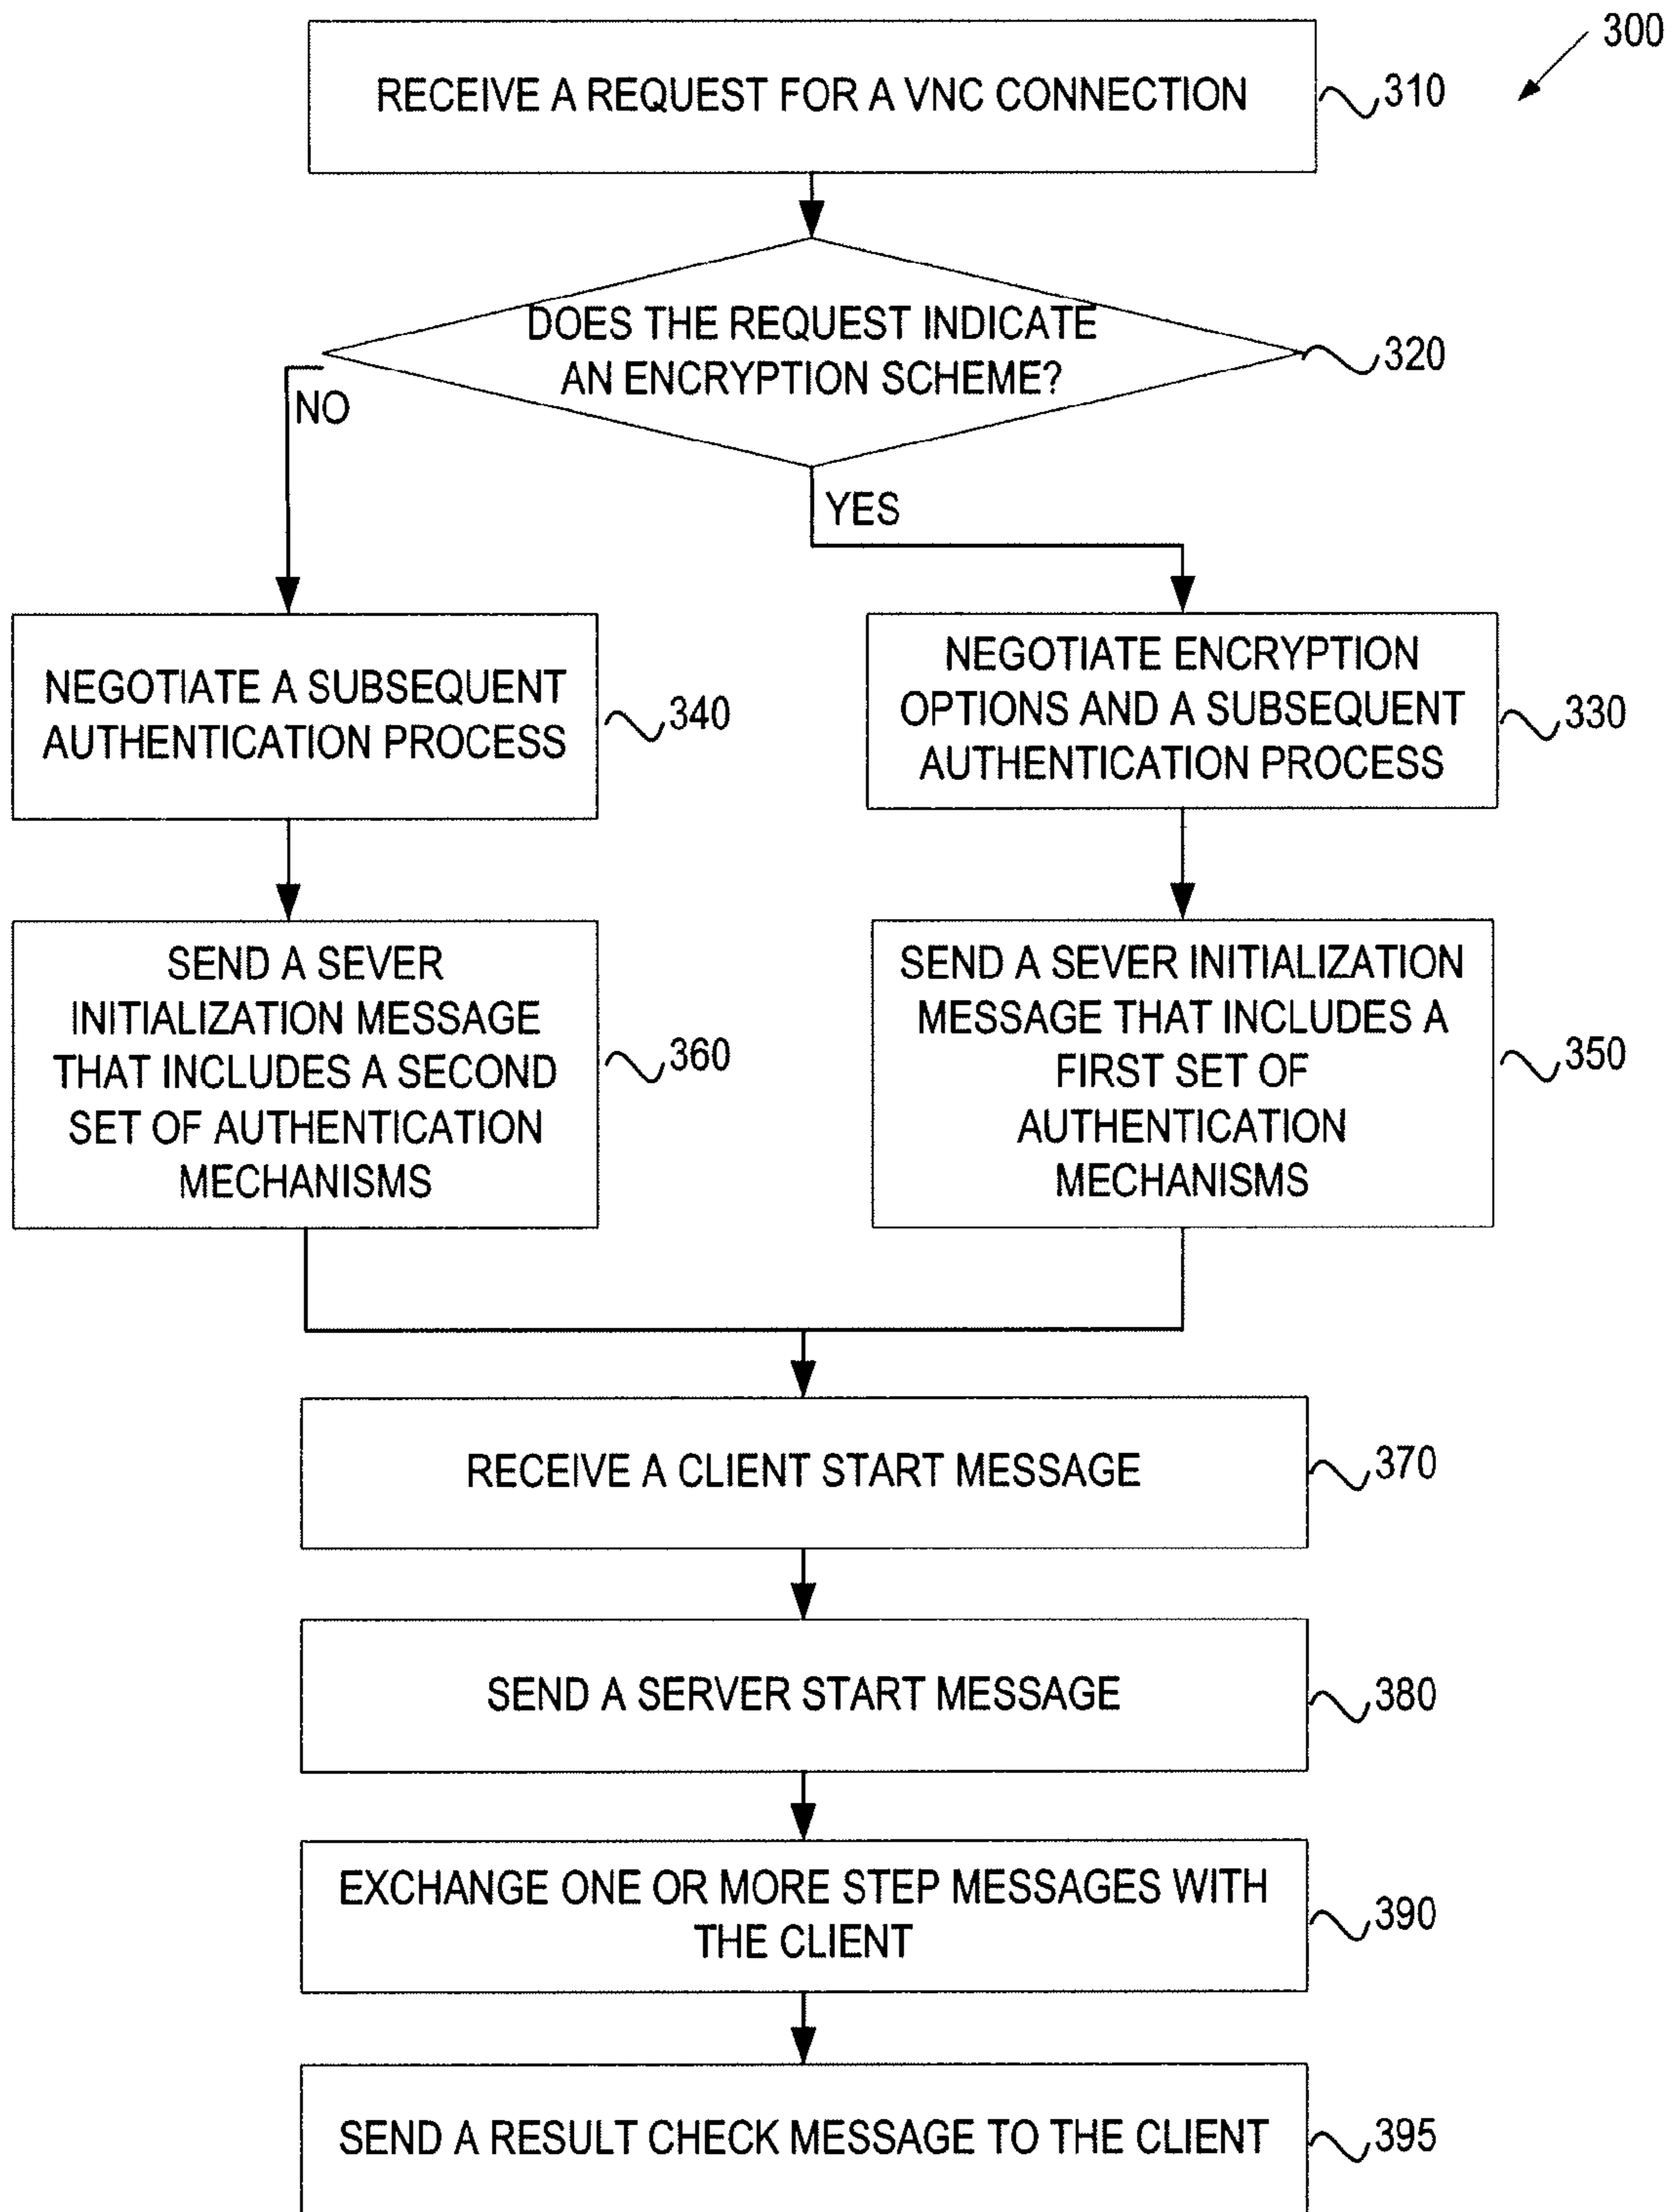 300
RECEIVE A REQUEST FOR A VNC CONNECTION
310
DOES THE REQUEST INDICATE
AN ENCRYPTION SCHEME?
320
NO
YES
NEGOTIATE A SUBSEQUENT
AUTHENTICATION PROCESS
340
NEGOTIATE ENCRYPTION
OPTIONS AND A SUBSEQUENT
AUTHENTICATION PROCESS
330
SEND A SEVER
INITIALIZATION MESSAGE
THAT INCLUDES A SECOND
SET OF AUTHENTICATION
MECHANISMS
360
SEND A SEVER INITIALIZATION
MESSAGE THAT INCLUDES A
FIRST SET OF
AUTHENTICATION
MECHANISMS
350
RECEIVE A CLIENT START MESSAGE
370
SEND A SERVER START MESSAGE
380
EXCHANGE ONE OR MORE STEP MESSAGES WITH
THE CLIENT
390
SEND A RESULT CHECK MESSAGE TO THE CLIENT
395